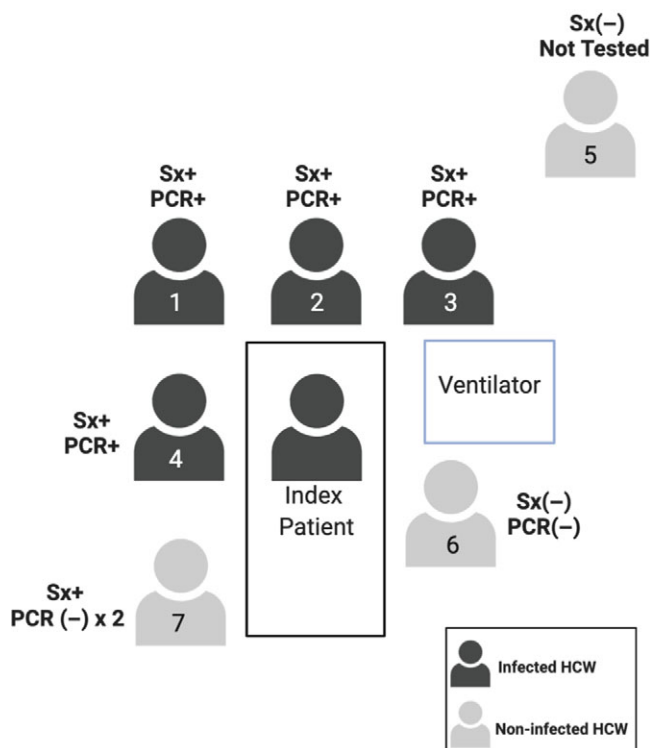 Sx(–)
Not Tested
5
Sx+
PCR+
1
Sx+
PCR+
2
Sx+
PCR+
3
Sx+
PCR+
4
Index
Patient
Ventilator
6
Sx(–)
PCR(–)
Sx+
PCR (–) x 2
7
Infected HCW
Non-infected HCW